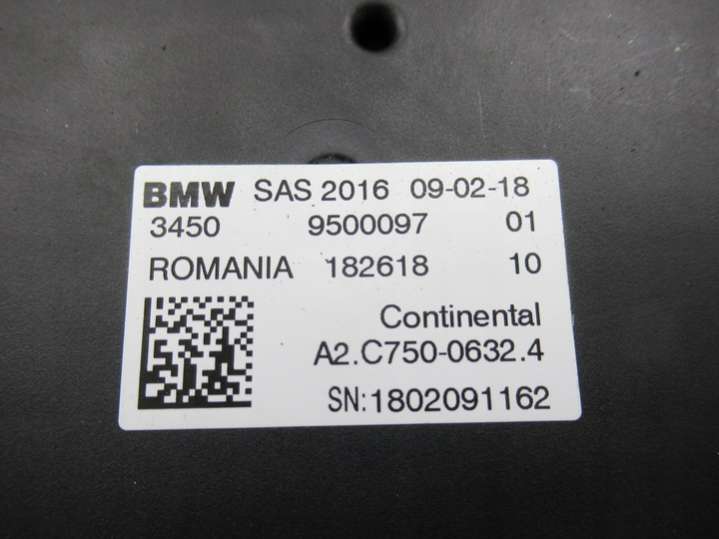 BMW SAS 2016 09-02-18
3450 9500097 01
ROMANIA 182618 10
Continental
A2.C750-0632.4
SN:1802091162